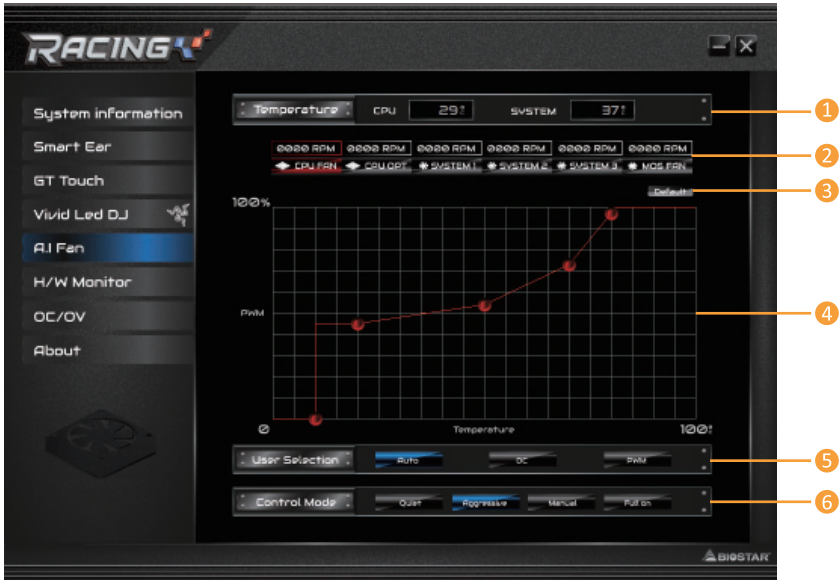 RACING
System information
Smart Ear
GT Touch
Vivid Led DJ
A.I Fan
H/W Monitor
OC/OV
About
Temperature CPU 29 SYSTEM 37
1
0000 RPM 0000 RPM 0000 RPM 0000 RPM 0000 RPM 0000 RPM
2
CPU FAN CPU OPT SYSTEM 1 SYSTEM 2 SYSTEM 3 MOS FAN
Default
3
100%
PWM
4
0 Temperature 100
User Selection Auto DC PWM
5
Control Mode Quiet Aggressive Manual Full on
6
BIOSTAR